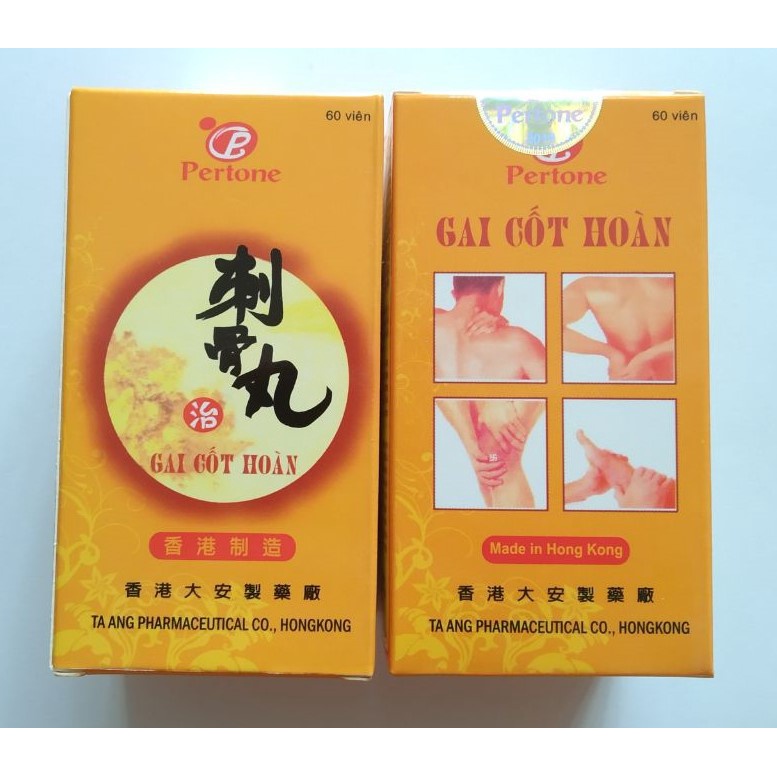 60 viên
Pertone
刺骨丸
治
GAI CỐT HOÀN
香港制造
香港大安製藥廠
TA ANG PHARMACEUTICAL CO., HONGKONG
60 viên
Pertone
Pertone
GAI CỐT HOÀN
Made in Hong Kong
香港大安製藥廠
TA ANG PHARMACEUTICAL CO., HONGKONG